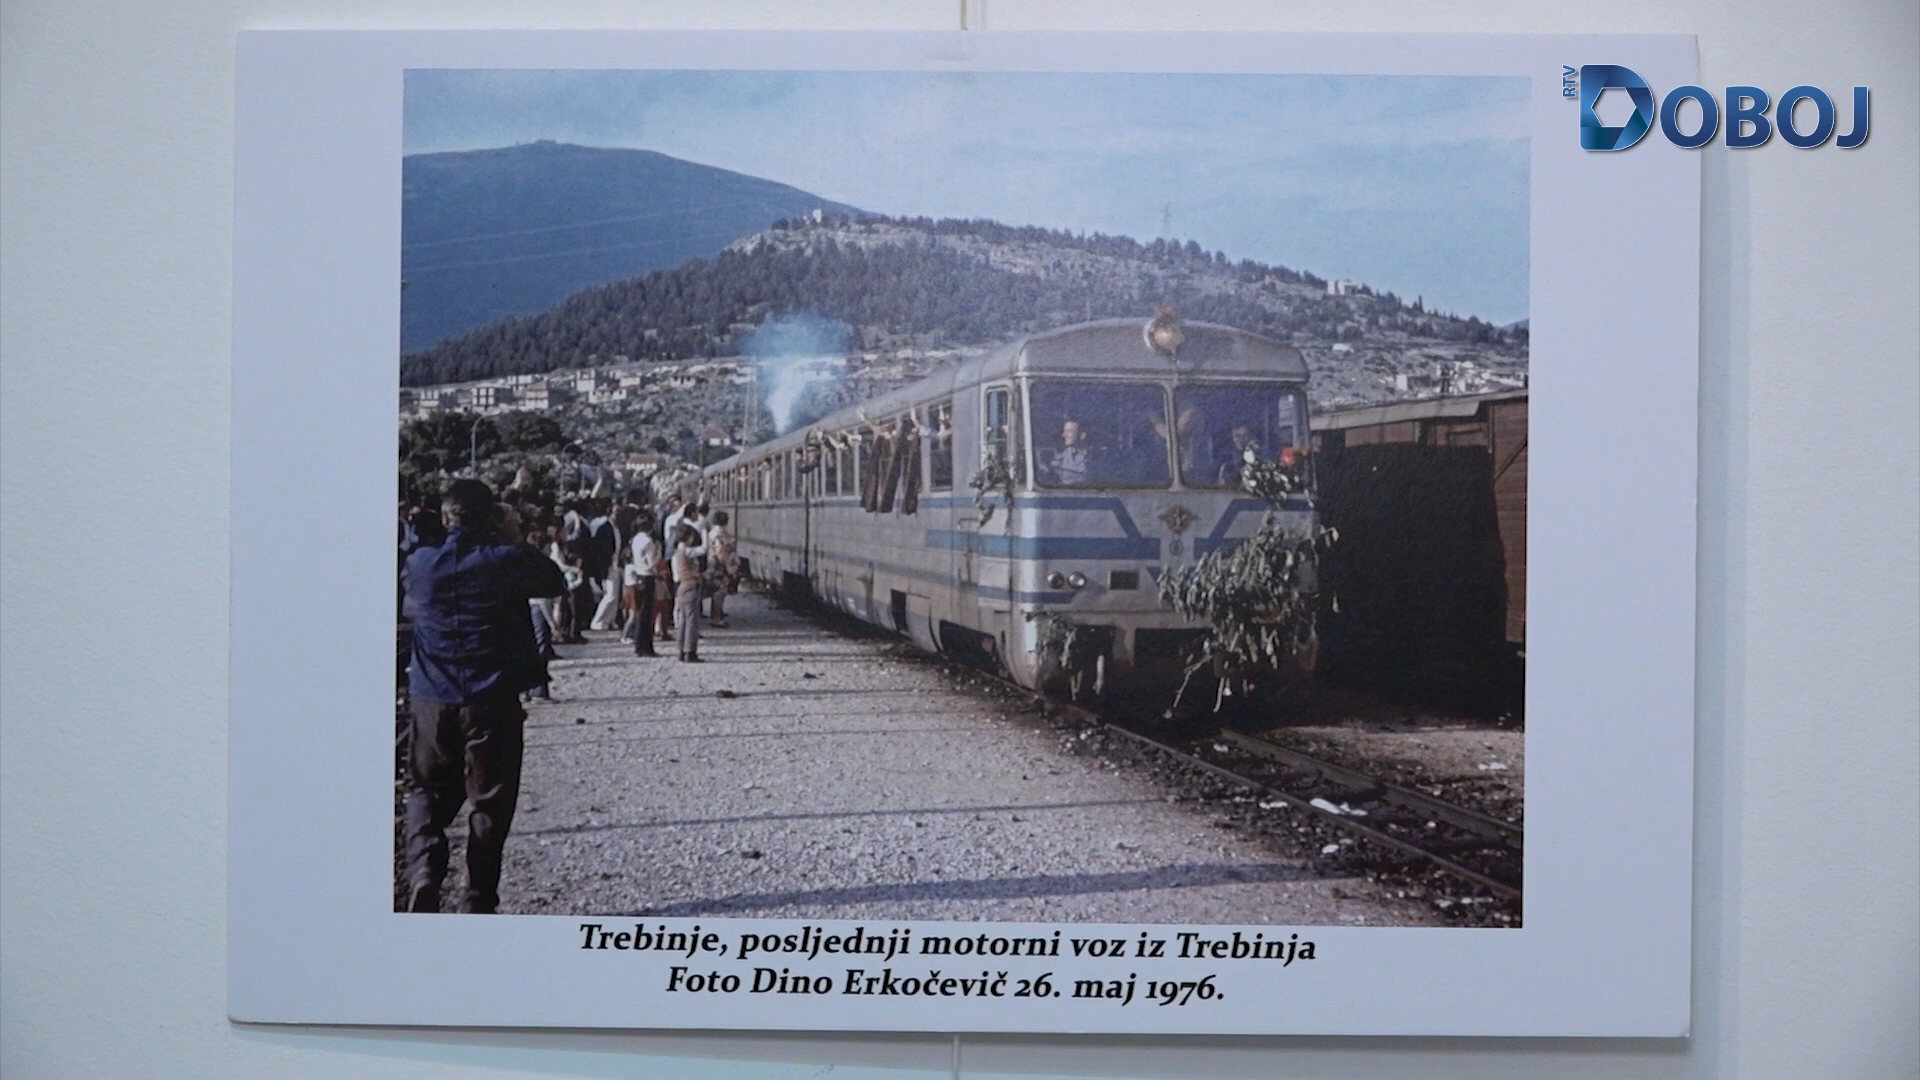 RTV DOBOJ
Trebinje, posljednji motorni voz iz Trebinja
Foto Dino Erkočevič 26. maj 1976.